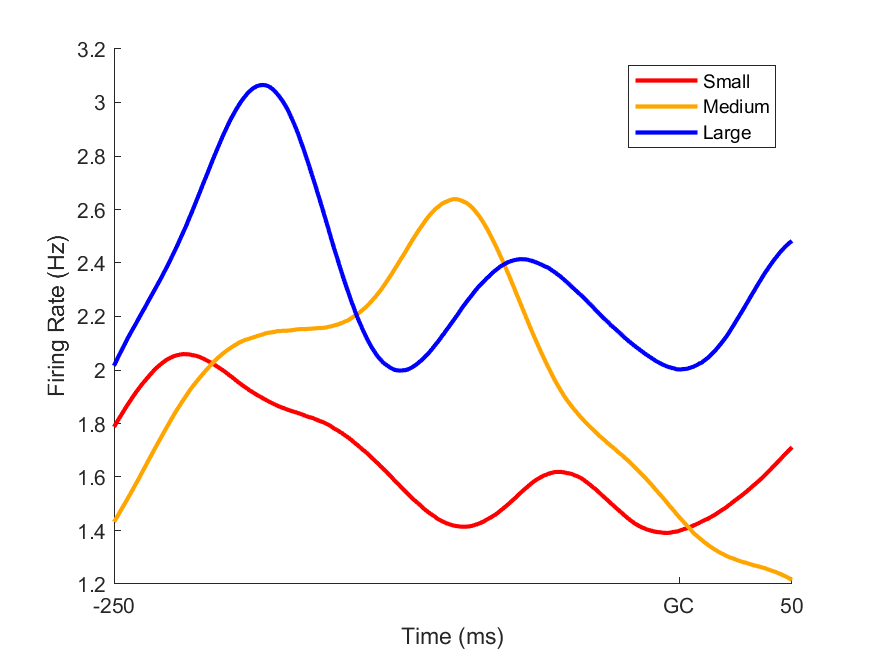 3.2
3
2.8
2.6
2.4
2.2
2
1.8
1.6
1.4
1.2
Firing Rate (Hz)
Small
Medium
Large
-250 GC 50
Time (ms)